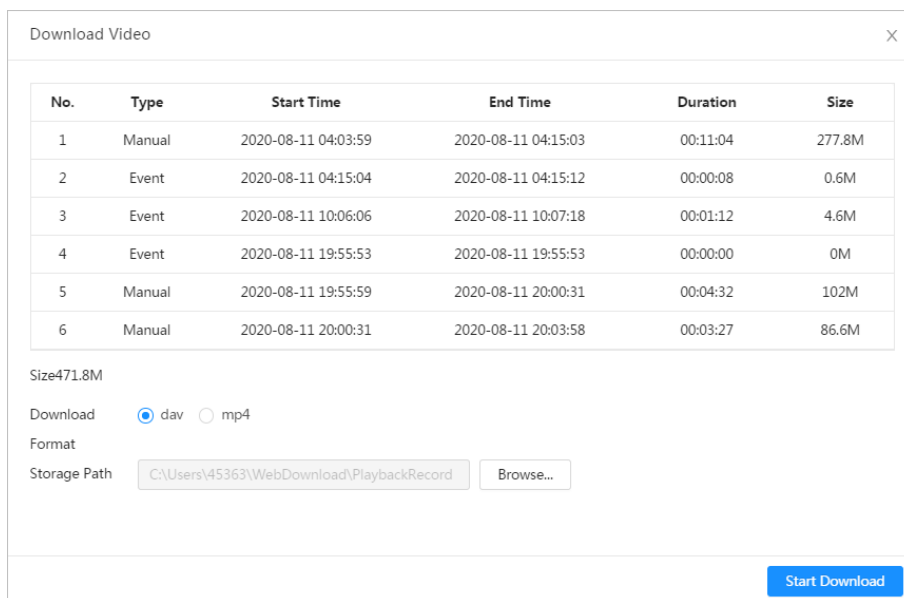 Download Video
No. Type Start Time End Time Duration Size
1 Manual 2020-08-11 04:03:59 2020-08-11 04:15:03 00:11:04 277.8M
2 Event 2020-08-11 04:15:04 2020-08-11 04:15:12 00:00:08 0.6M
3 Event 2020-08-11 10:06:06 2020-08-11 10:07:18 00:01:12 4.6M
4 Event 2020-08-11 19:55:53 2020-08-11 19:55:53 00:00:00 0M
5 Manual 2020-08-11 19:55:59 2020-08-11 20:00:31 00:04:32 102M
6 Manual 2020-08-11 20:00:31 2020-08-11 20:03:58 00:03:27 86.6M
Size471.8M
Download dav mp4
Format
Storage Path C:\Users\45363\WebDownload\PlaybackRecord Browse...
Start Download